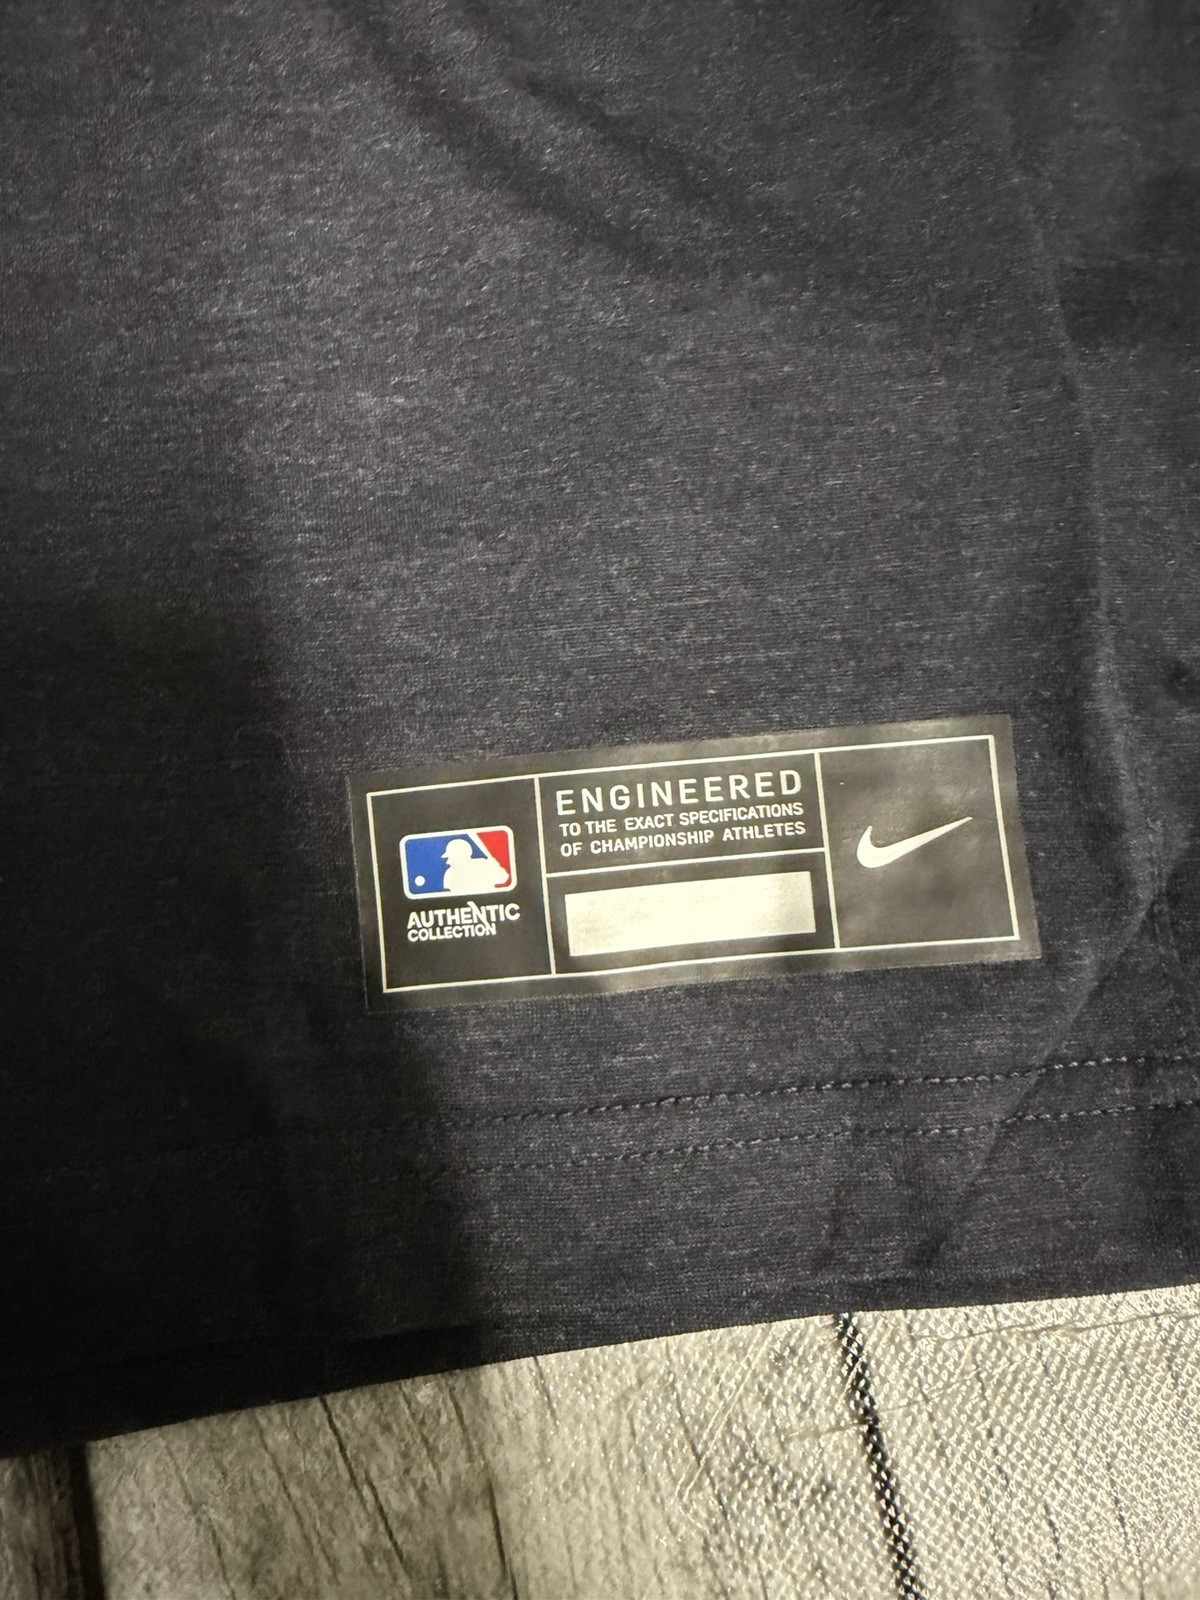 ENGINEERED
TO THE EXACT SPECIFICATIONS
OF CHAMPIONSHIP ATHLETES
AUTHENTIC
COLLECTION